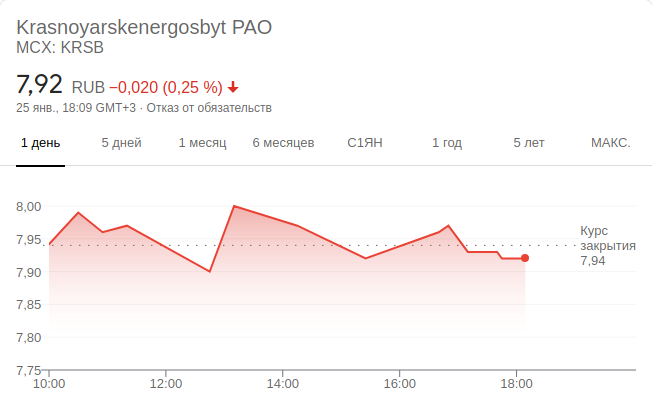 Krasnoyarskenergosbyt PAO
MCX: KRSB
7,92 RUB −0,020 (0,25 %)
25 янв., 18:09 GMT+3 · Отказ от обязательств
1 день 5 дней 1 месяц 6 месяцев С1ЯН 1 год 5 лет МАКС.
8,00
7,95
7,90
7,85
7,80
7,75
Курс
закрытия
7,94
10:00 12:00 14:00 16:00 18:00